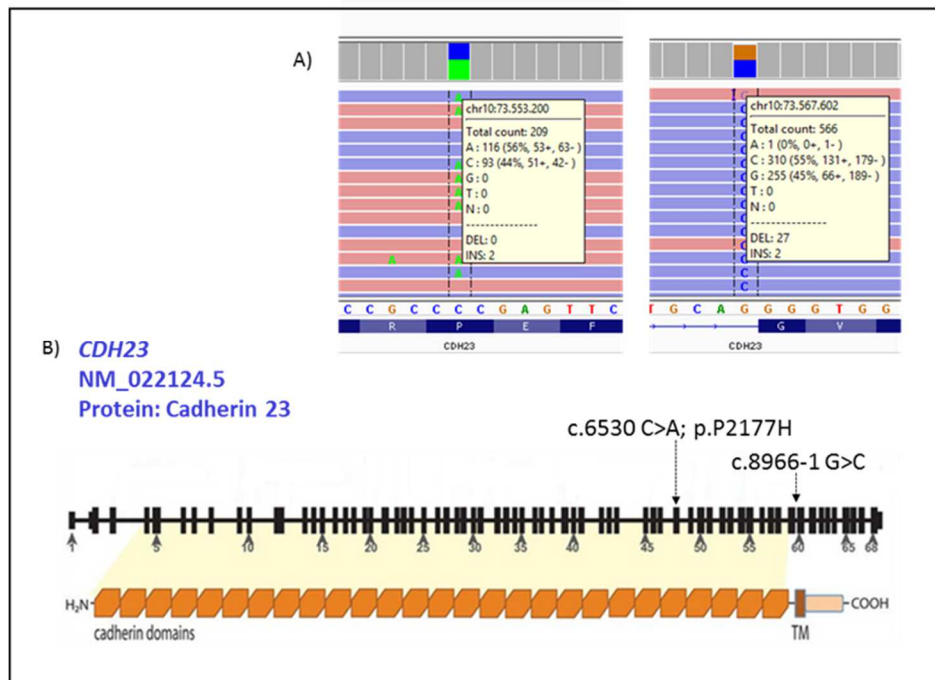 A)
chr10:73.553.200
Total count: 209
A : 116 (56%, 53+, 63- )
C : 93 (44%, 51+, 42- )
G : 0
T : 0
N : 0
---------------
DEL: 0
INS: 2
A
A
A
A
A
A
A
A
A
C C G C C C C G A G T T C
R P E F
CDH23
I G
chr10:73.567.602
Total count: 566
A : 1 (0%, 0+, 1- )
C : 310 (55%, 131+, 179- )
G : 255 (45%, 66+, 189- )
T : 0
N : 0
---------------
DEL: 27
INS: 2
C
C
C
C
C
C
C
C
C
C
C
C
C
C
T G C A G G G G T G G
G V
CDH23
B) CDH23
NM_022124.5
Protein: Cadherin 23
c.6530 C>A; p.P2177H
c.8966-1 G>C
1 5 10 15 20 25 30 35 40 45 50 55 60 65 68
H₂N COOH
cadherin domains TM